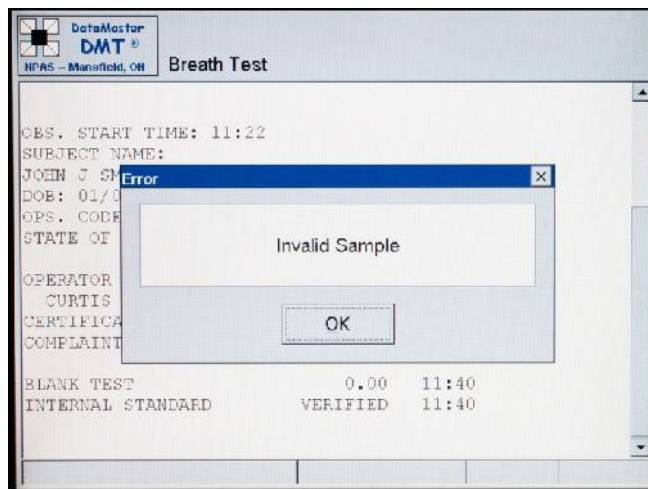 DataMaster
DMT ®
NPAS – Mansfield, OH
Breath Test
OBS. START TIME: 11:22
SUBJECT NAME:
JOHN J SM
Error
DOB: 01/0
OPS. CODE
STATE OF
Invalid Sample
OPERATOR
CURTIS
CERTIFICA
OK
COMPLAINT
BLANK TEST 0.00 11:40
INTERNAL STANDARD VERIFIED 11:40